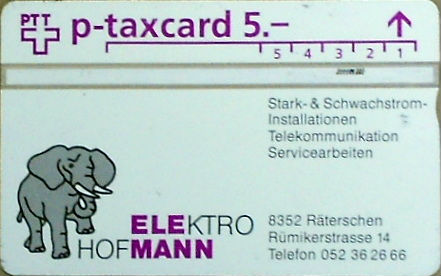 PTT
p-taxcard 5.–
5 4 3 2 1
Stark- & Schwachstrom-
Installationen
Telekommunikation
Servicearbeiten
ELEKTRO
HOFMANN
8352 Räterschen
Rümikerstrasse 14
Telefon 052 36 26 66